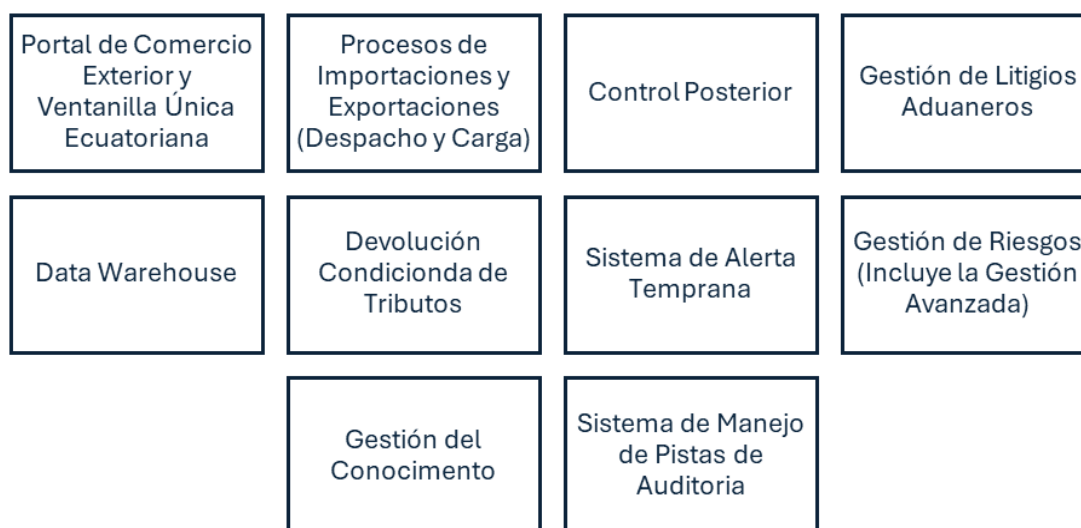 Portal de Comercio
Exterior y
Ventanilla Única
Ecuatoriana
Procesos de
Importaciones y
Exportaciones
(Despacho y Carga)
Control Posterior
Gestión de Litigios
Aduaneros
Data Warehouse
Devolución
Condicionda de
Tributos
Sistema de Alerta
Temprana
Gestión de Riesgos
(Incluye la Gestión
Avanzada)
Gestión del
Conocimento
Sistema de Manejo
de Pistas de
Auditoria